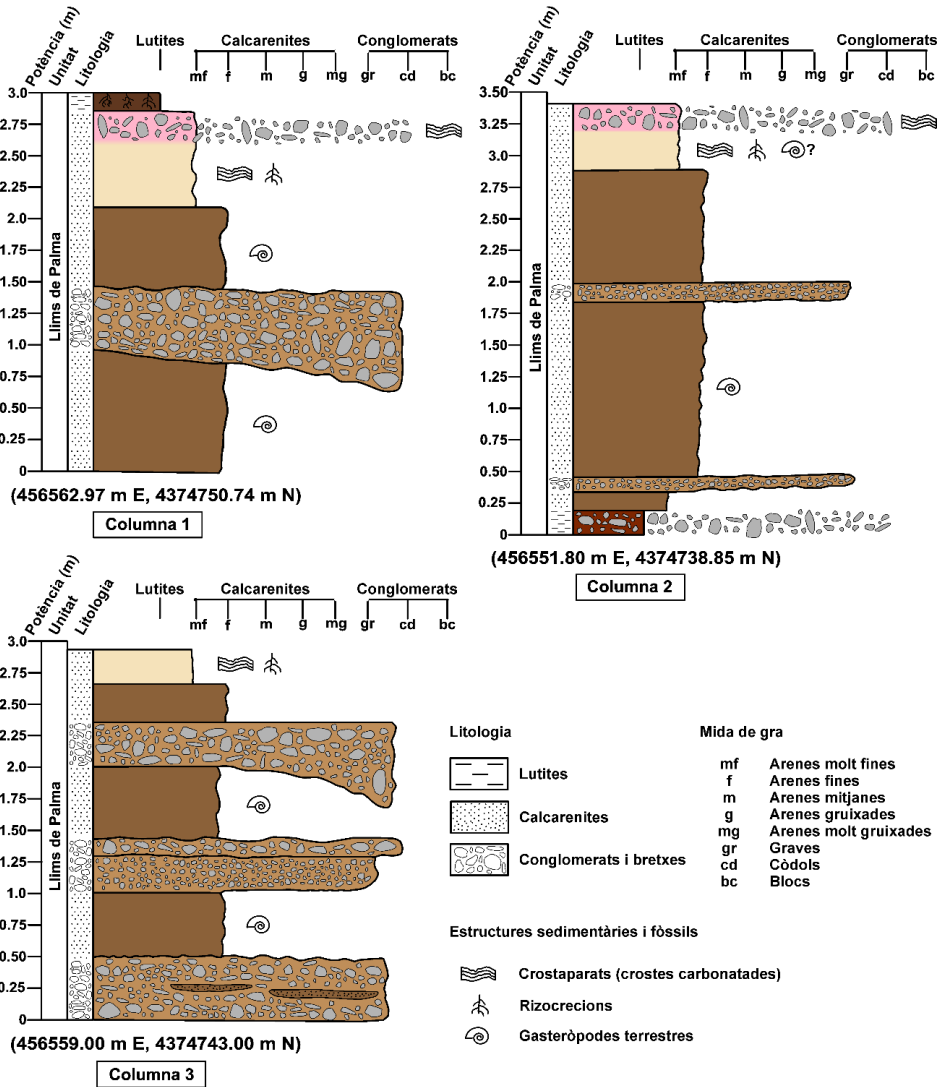 Potència (m)
Unitat
Litologia
Lutites
Calcarenites
Conglomerats
mf f m g mg gr cd bc
3.0
2.75
2.50
2.25
2.0
1.75
1.50
1.25
1.0
0.75
0.50
0.25
0
Llims de Palma
(456562.97 m E, 4374750.74 m N)
Columna 1
Potència (m)
Unitat
Litologia
Lutites
Calcarenites
Conglomerats
mf f m g mg gr cd bc
3.50
3.25
3.0
2.75
2.50
2.25
2.0
1.75
1.50
1.25
1.0
0.75
0.50
0.25
0
Llims de Palma
?
(456551.80 m E, 4374738.85 m N)
Columna 2
Potència (m)
Unitat
Litologia
Lutites
Calcarenites
Conglomerats
mf f m g mg gr cd bc
3.0
2.75
2.50
2.25
2.0
1.75
1.50
1.25
1.0
0.75
0.50
0.25
0
Llims de Palma
(456559.00 m E, 4374743.00 m N)
Columna 3
Litologia
Lutites
Calcarenites
Conglomerats i bretxes
Mida de gra
mf Arenes molt fines
f Arenes fines
m Arenes mitjanes
g Arenes gruixades
mg Arenes molt gruixades
gr Graves
cd Còdols
bc Blocs
Estructures sedimentàries i fòssils
Crostaparats (crostes carbonatades)
Rizocrecions
Gasteròpodes terrestres